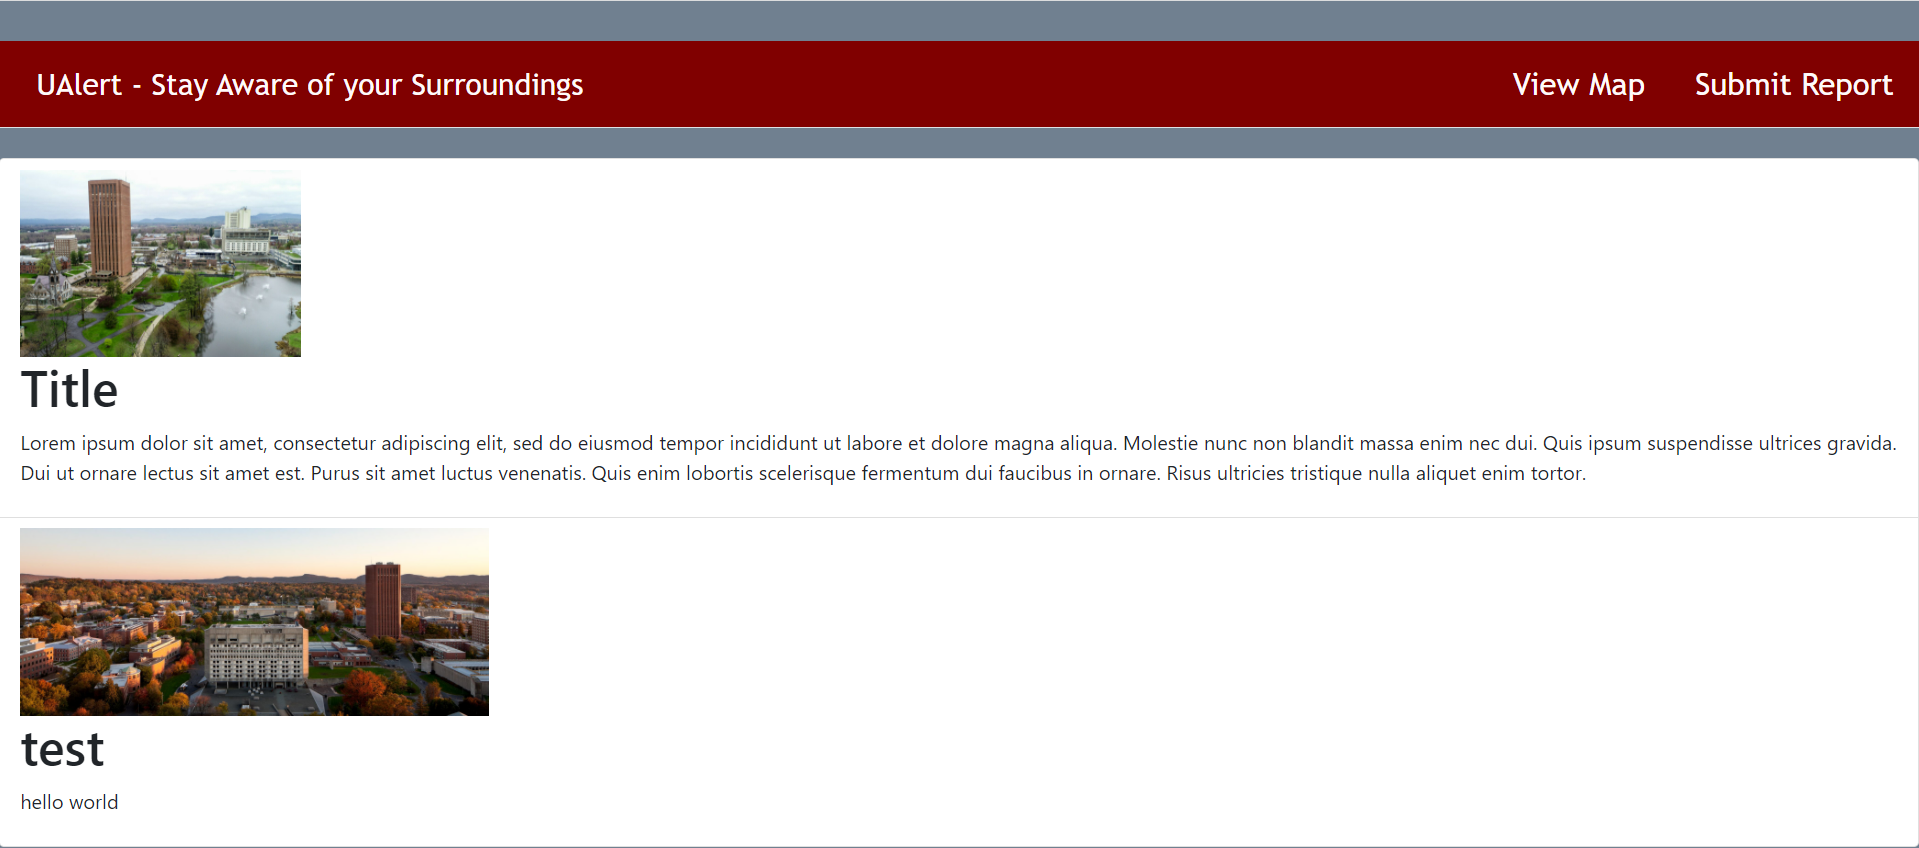 UAlert - Stay Aware of your Surroundings
View Map
Submit Report
Title
Lorem ipsum dolor sit amet, consectetur adipiscing elit, sed do eiusmod tempor incididunt ut labore et dolore magna aliqua. Molestie nunc non blandit massa enim nec dui. Quis ipsum suspendisse ultrices gravida.
Dui ut ornare lectus sit amet est. Purus sit amet luctus venenatis. Quis enim lobortis scelerisque fermentum dui faucibus in ornare. Risus ultricies tristique nulla aliquet enim tortor.
test
hello world